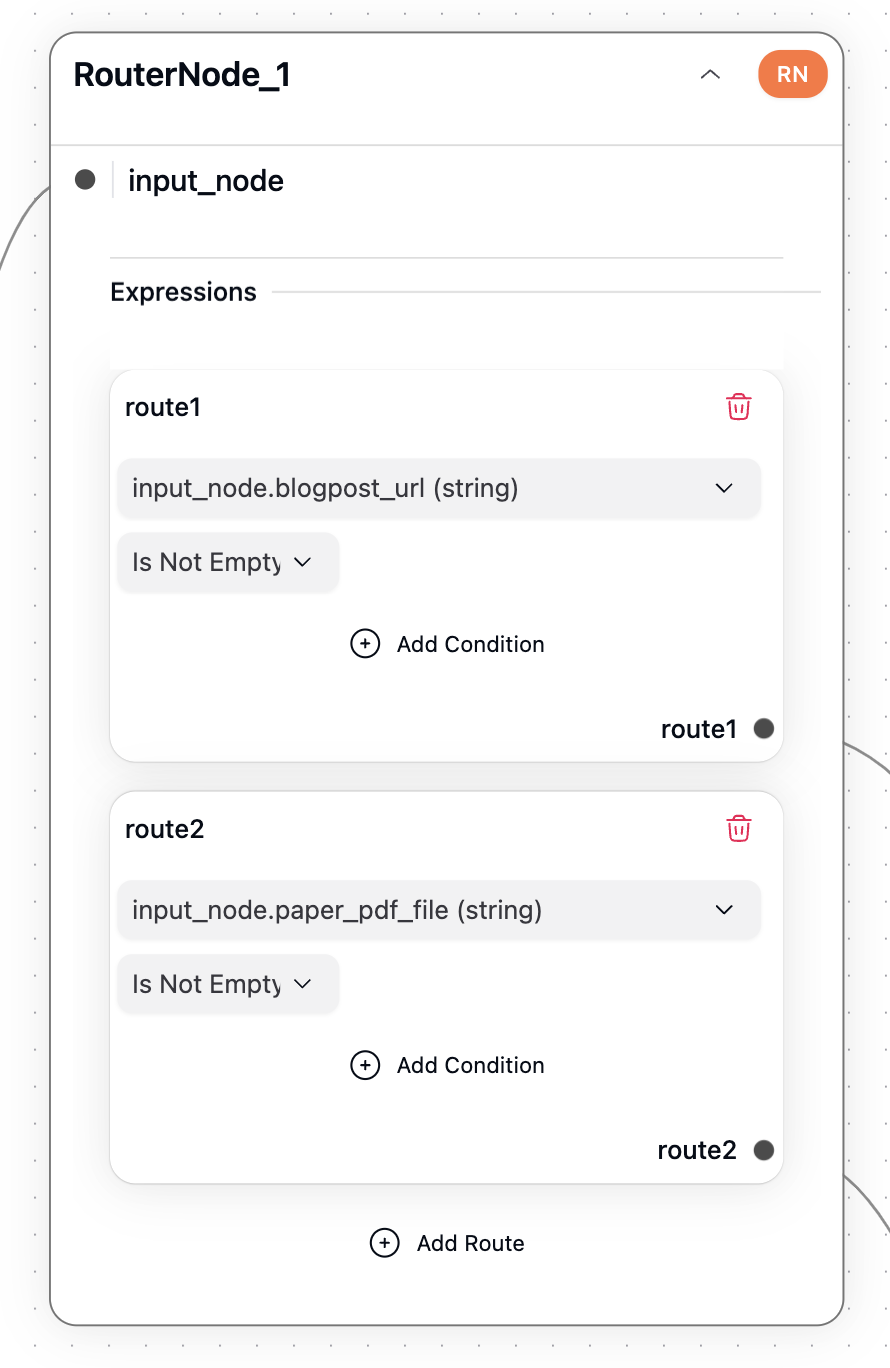 RouterNode_1
RN
input_node
Expressions
route1
input_node.blogpost_url (string)
Is Not Empty
Add Condition
route1
route2
input_node.paper_pdf_file (string)
Is Not Empty
Add Condition
route2
Add Route